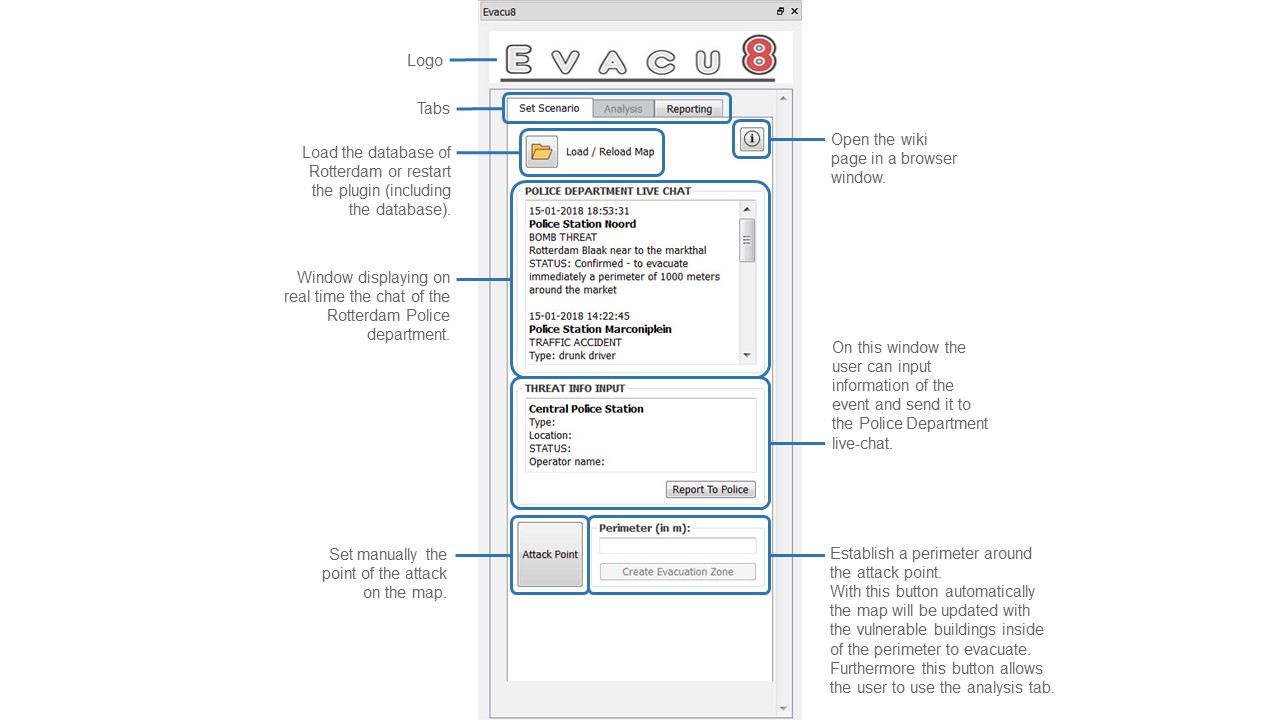 Evacu8
EVACU8
Logo
Tabs
Set Scenario
Analysis
Reporting
Load the database of
Rotterdam or restart
the plugin (including
the database).
Load / Reload Map
Open the wiki
page in a browser
window.
POLICE DEPARTMENT LIVE CHAT
15-01-2018 18:53:31
Police Station Noord
BOMB THREAT
Rotterdam Blaak near to the markthal
STATUS: Confirmed - to evacuate
immediately a perimeter of 1000 meters
around the market
15-01-2018 14:22:45
Police Station Marconiplein
TRAFFIC ACCIDENT
Type: drunk driver
Window displaying on
real time the chat of the
Rotterdam Police
department.
THREAT INFO INPUT
Central Police Station
Type:
Location:
STATUS:
Operator name:
Report To Police
On this window the
user can input
information of the
event and send it to
the Police Department
live-chat.
Set manually the
point of the attack
on the map.
Attack Point
Perimeter (in m):
Create Evacuation Zone
Establish a perimeter around
the attack point.
With this button automatically
the map will be updated with
the vulnerable buildings inside
of the perimeter to evacuate.
Furthermore this button allows
the user to use the analysis tab.